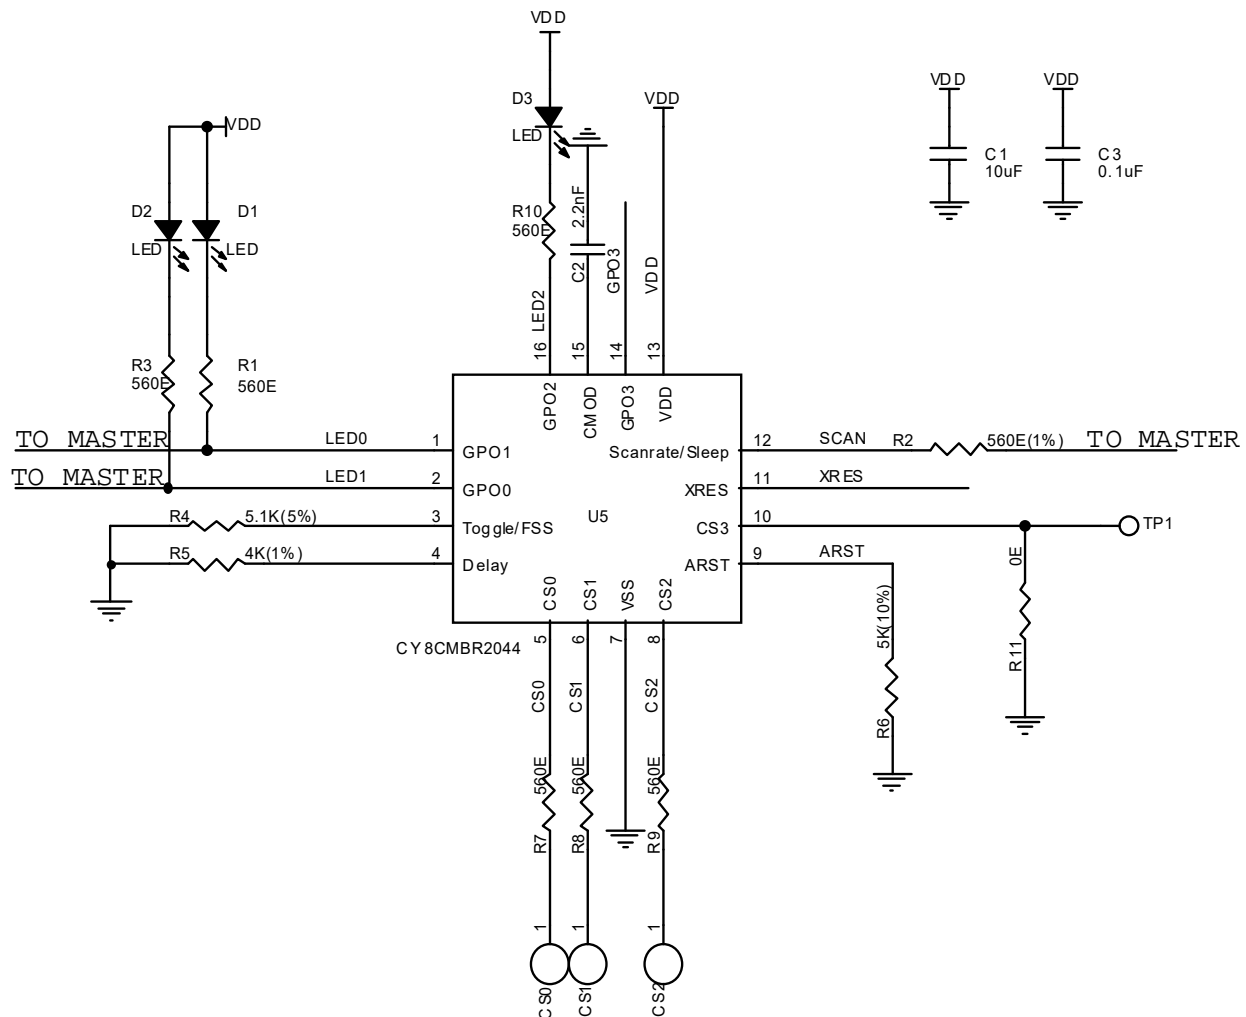 VDD
D3
LED
VDD
VDD
VDD
C1
10uF
C3
0.1uF
VDD
D2
D1
LED
LED
R10
560E
2.2nF
C2
GPO3
VDD
LED2
R3
560E
R1
560E
16
15
14
13
GPO2
CMOD
GPO3
VDD
TO MASTER
LED0
1
GPO1
Scanrate/Sleep
12
SCAN
R2
560E(1%)
TO MASTER
TO MASTER
LED1
2
GPO0
XRES
11
XRES
R4
5.1K(5%)
3
Toggle/FSS
U5
CS3
10
TP1
R5
4K(1%)
4
Delay
ARST
9
ARST
0E
CS0
CS1
VSS
CS2
5K(10%)
CY8CMBR2044
5
6
7
8
R11
CS0
CS1
CS2
R6
560E
560E
560E
R7
R8
R9
1
1
1
CS0
CS1
CS2